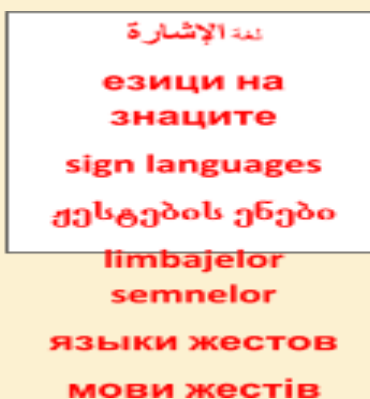 لغة الإشارة
езици на
знаците
sign languages
ჟესტების ენები
limbajelor
semnelor
языки жестов
мови жестів